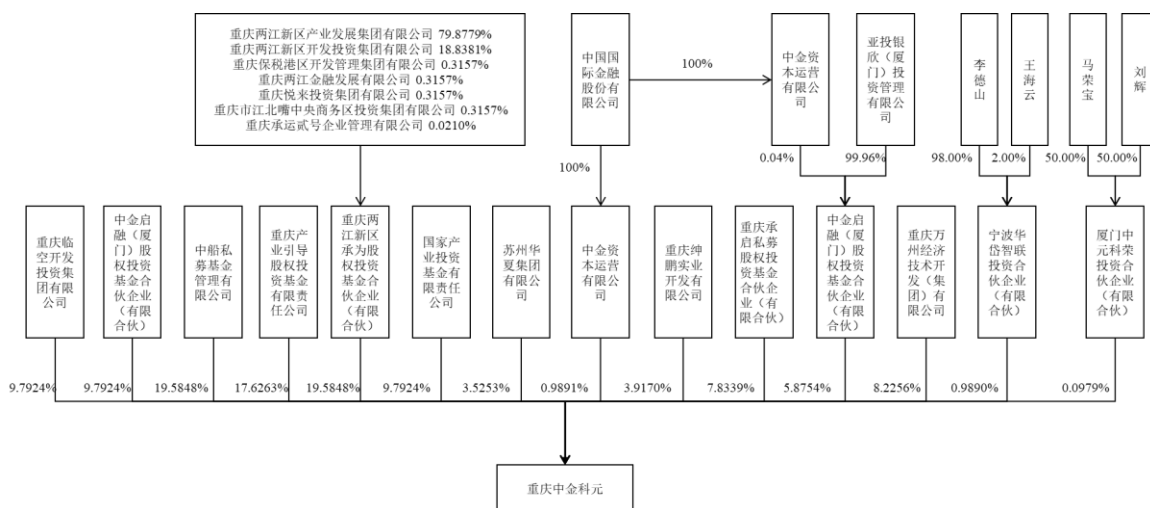 重庆两江新区产业发展集团有限公司 79.8779%
重庆两江新区开发投资集团有限公司 18.8381%
重庆保税港区开发管理集团有限公司 0.3157%
重庆两江金融发展有限公司 0.3157%
重庆悦来投资集团有限公司 0.3157%
重庆市江北嘴中央商务区投资集团有限公司 0.3157%
重庆承运贰号企业管理有限公司 0.0210%
中国国
际金融
股份有
限公司
100%
中金资
本运营
有限公
司
亚投银
欣（厦
门）投
资管理
有限公
司
李德山
王海云
马荣宝
刘辉
100%
0.04%
99.96%
98.00%
2.00%
50.00%
50.00%
重庆临
空开发
投资集
团有限
公司
中金启
融（厦
门）股
权投资
基金合
伙企业
（有限
合伙）
中船私
募基金
管理有
限公司
重庆产
业引导
股权投
资基金
有限责
任公司
重庆两
江新区
承为股
权投资
基金合
伙企业
（有限
合伙）
国家产
业投资
基金有
限责任
公司
苏州华
夏集团
有限公
司
中金资
本运营
有限公
司
重庆绅
鹏实业
开发有
限公司
重庆承
启私募
股权投
资基金
合伙企
业（有
限合伙）
中金启
融（厦
门）股
权投资
基金合
伙企业
（有限
合伙）
重庆万
州经济
技术开
发（集
团）有限
公司
宁波华
岱智联
投资合
伙企业
（有限
合伙）
厦门中
元科荣
投资合
伙企业
（有限
合伙）
9.7924%
9.7924%
19.5848%
17.6263%
19.5848%
9.7924%
3.5253%
0.9891%
3.9170%
7.8339%
5.8754%
8.2256%
0.9890%
0.0979%
重庆中金科元